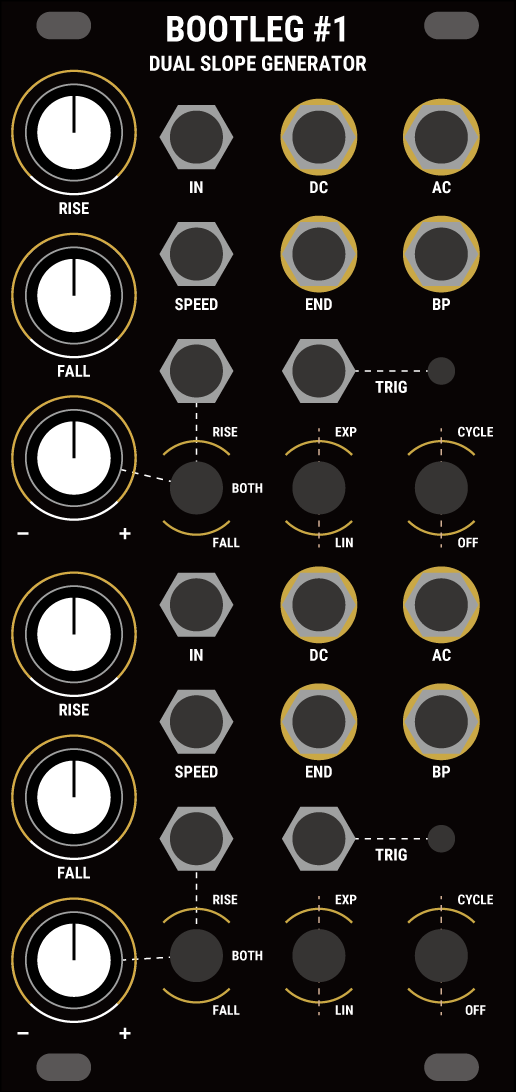 BOOTLEG #1
DUAL SLOPE GENERATOR
IN DC AC
RISE
SPEED END BP
FALL
TRIG
RISE EXP CYCLE
BOTH
− +
FALL LIN OFF
IN DC AC
RISE
SPEED END BP
TRIG
FALL
RISE EXP CYCLE
BOTH
FALL LIN OFF
− +